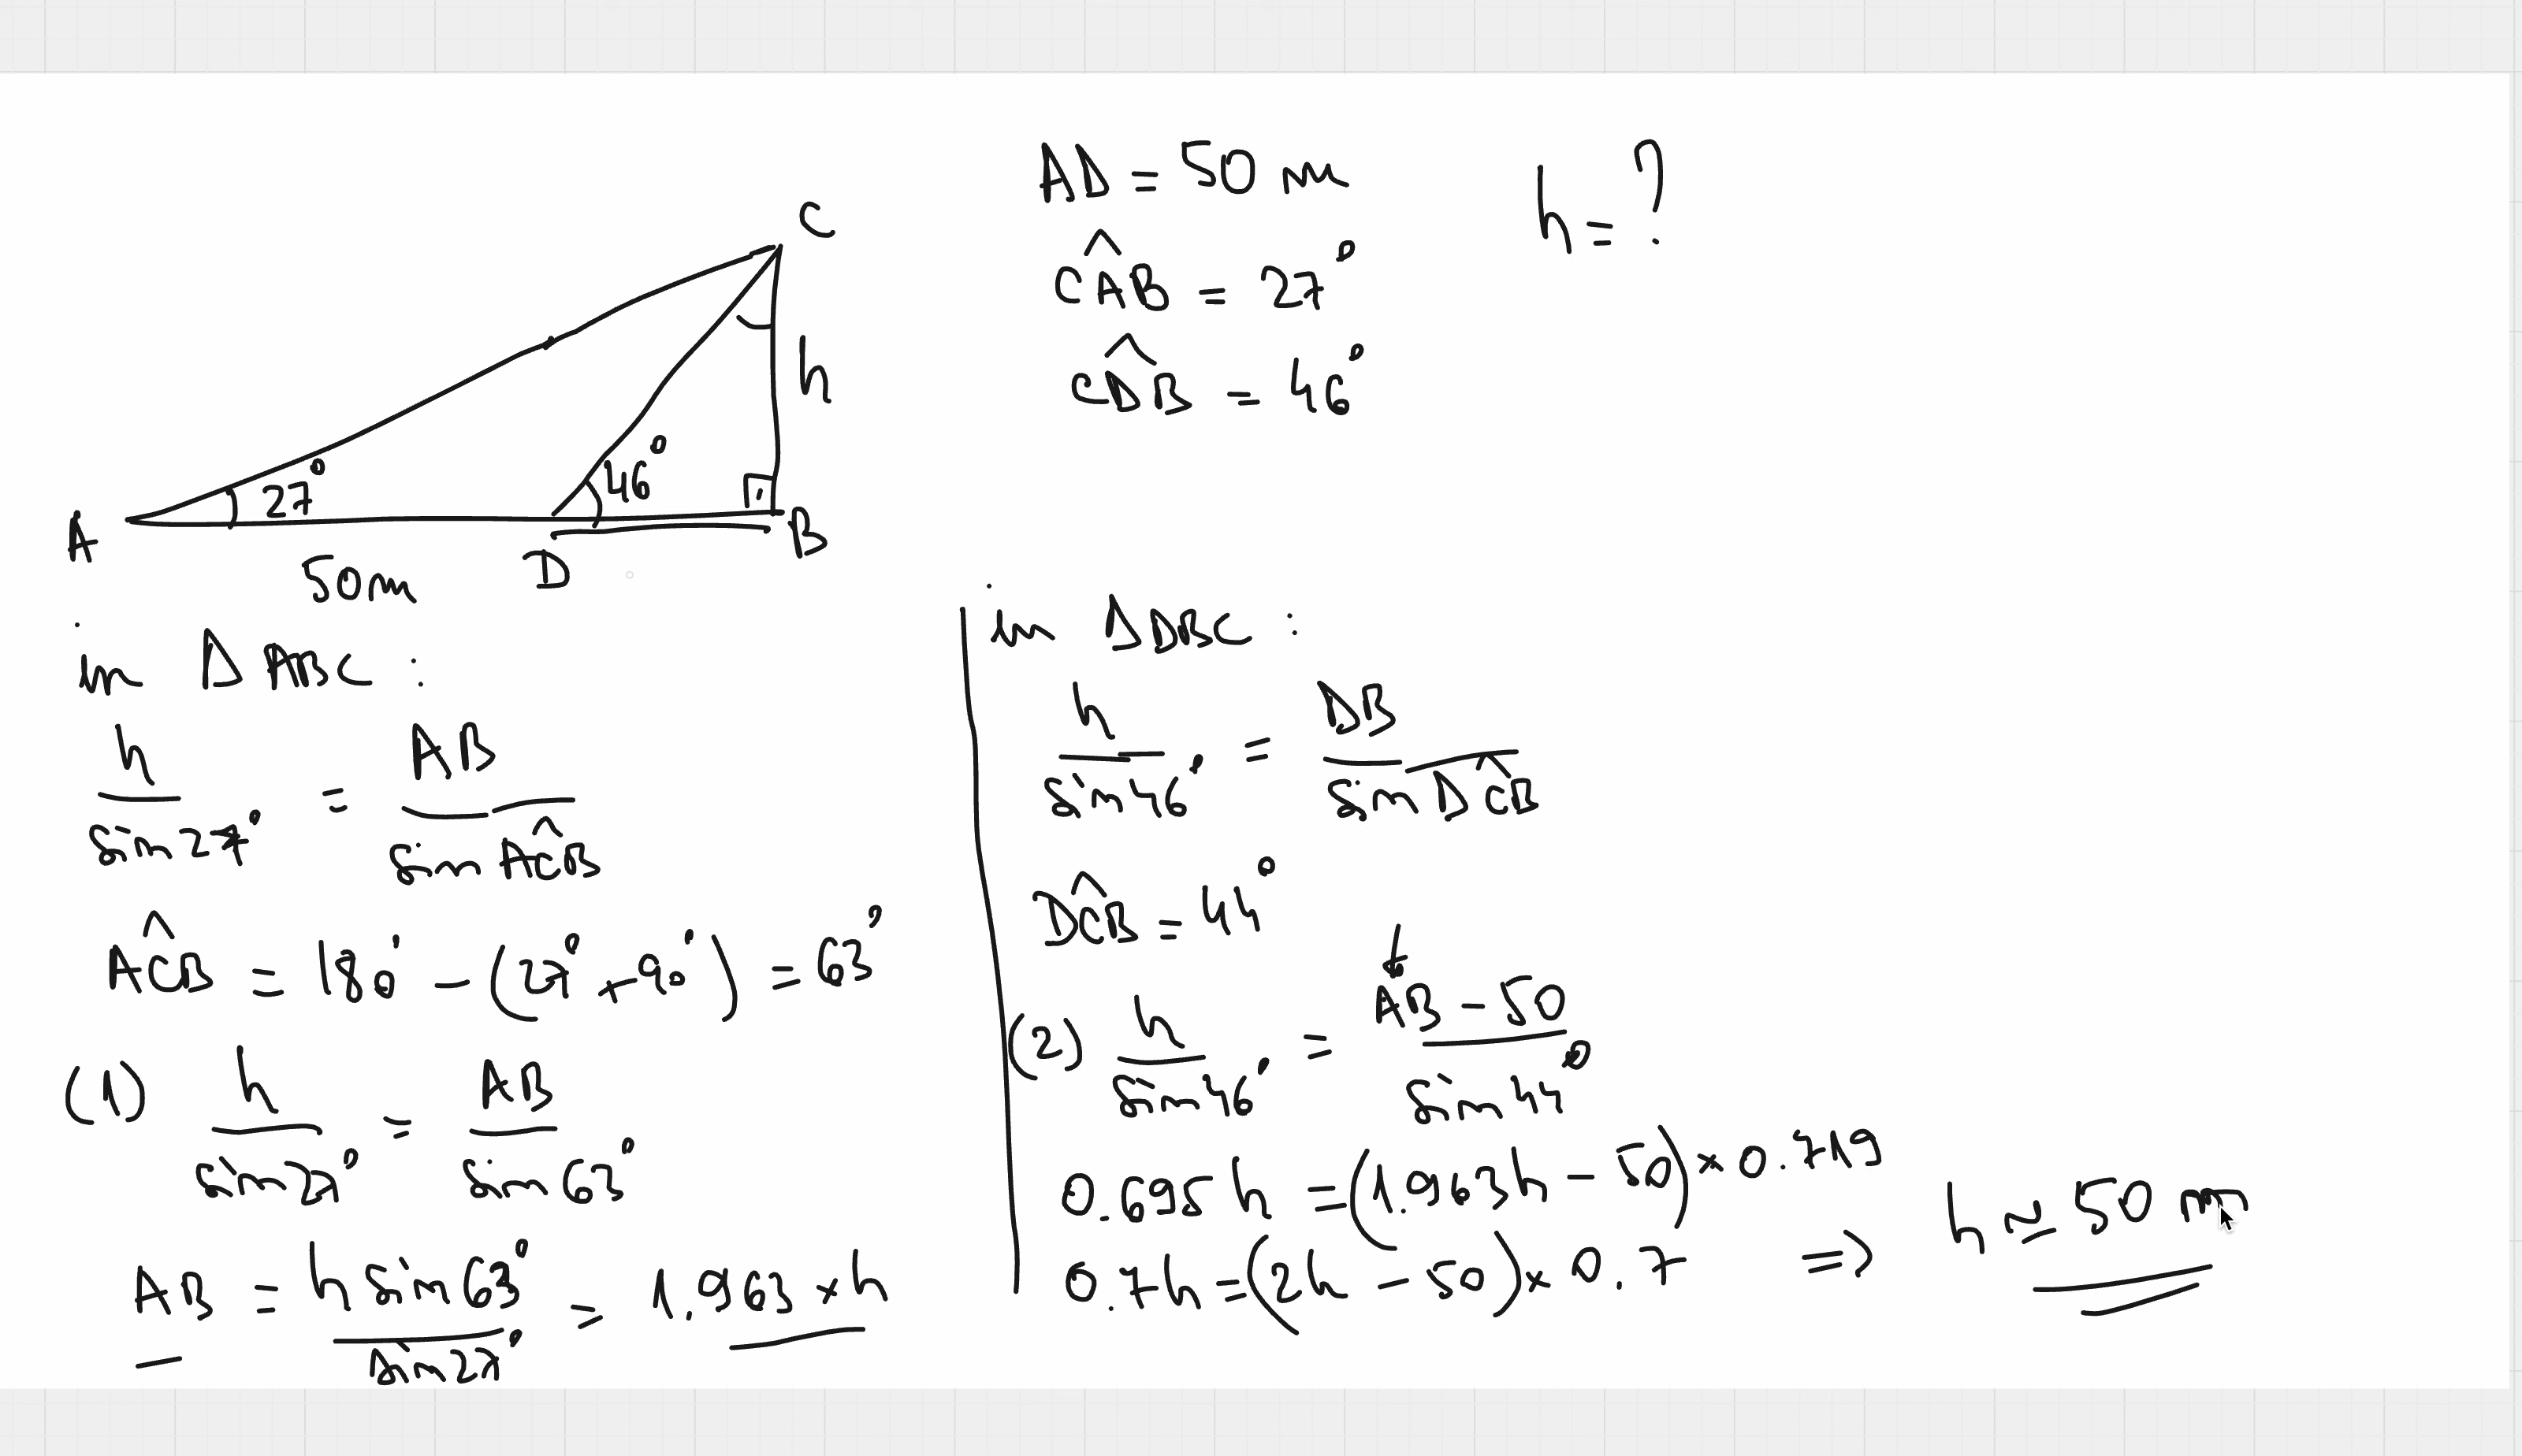 C
h
46°
27°
A
B
D
50m
AD = 50 m
h = ?
CÂB = 27°
CD̂B = 46°
in Δ ABC :
h / sin27° = AB / sin AĈB
AĈB = 180° − (27° + 90°) = 63°
(1) h / sin27° = AB / sin63°
AB = h sin63° / sin27° = 1.963 × h
in ΔDBC :
h / sin46° = DB / sin DĈB
DĈB = 44°
(2) h / sin46° = AB − 50 / sin44°
0.695 h = (1.963h − 50) × 0.719
0.7h = (2h − 50) × 0.7 => h ≃ 50 m